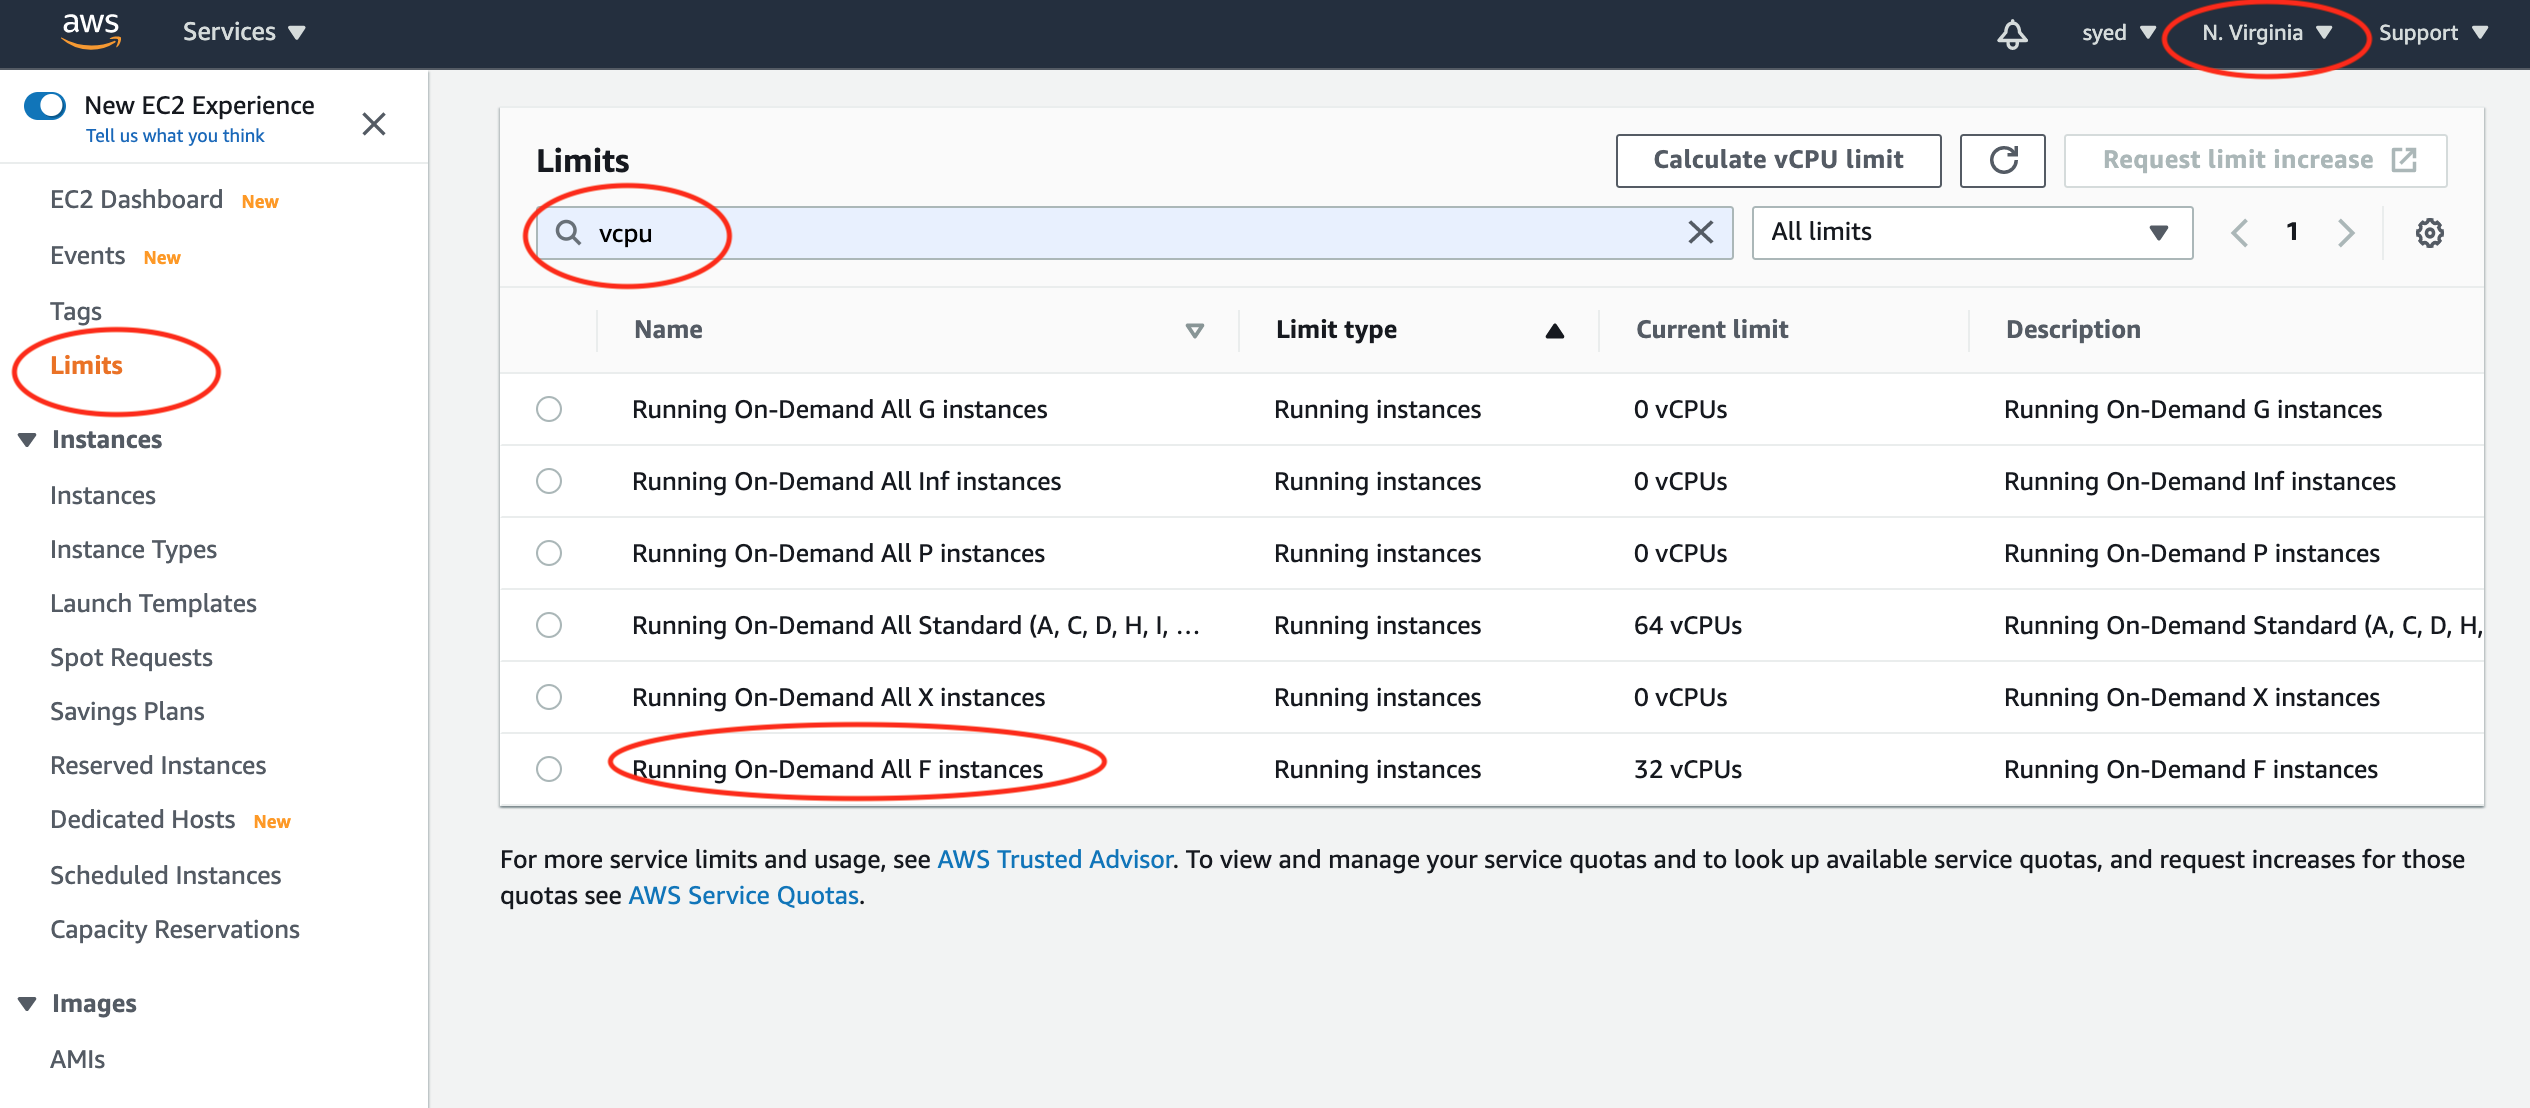 aws Services syed N. Virginia Support
New EC2 Experience
Tell us what you think
EC2 Dashboard New
Events New
Tags
Limits
Instances
Instances
Instance Types
Launch Templates
Spot Requests
Savings Plans
Reserved Instances
Dedicated Hosts New
Scheduled Instances
Capacity Reservations
Images
AMIs
Limits Calculate vCPU limit Request limit increase
vcpu All limits 1
Name Limit type Current limit Description
Running On-Demand All G instances Running instances 0 vCPUs Running On-Demand G instances
Running On-Demand All Inf instances Running instances 0 vCPUs Running On-Demand Inf instances
Running On-Demand All P instances Running instances 0 vCPUs Running On-Demand P instances
Running On-Demand All Standard (A, C, D, H, I, ... Running instances 64 vCPUs Running On-Demand Standard (A, C, D, H,
Running On-Demand All X instances Running instances 0 vCPUs Running On-Demand X instances
Running On-Demand All F instances Running instances 32 vCPUs Running On-Demand F instances
For more service limits and usage, see AWS Trusted Advisor. To view and manage your service quotas and to look up available service quotas, and request increases for those
quotas see AWS Service Quotas.